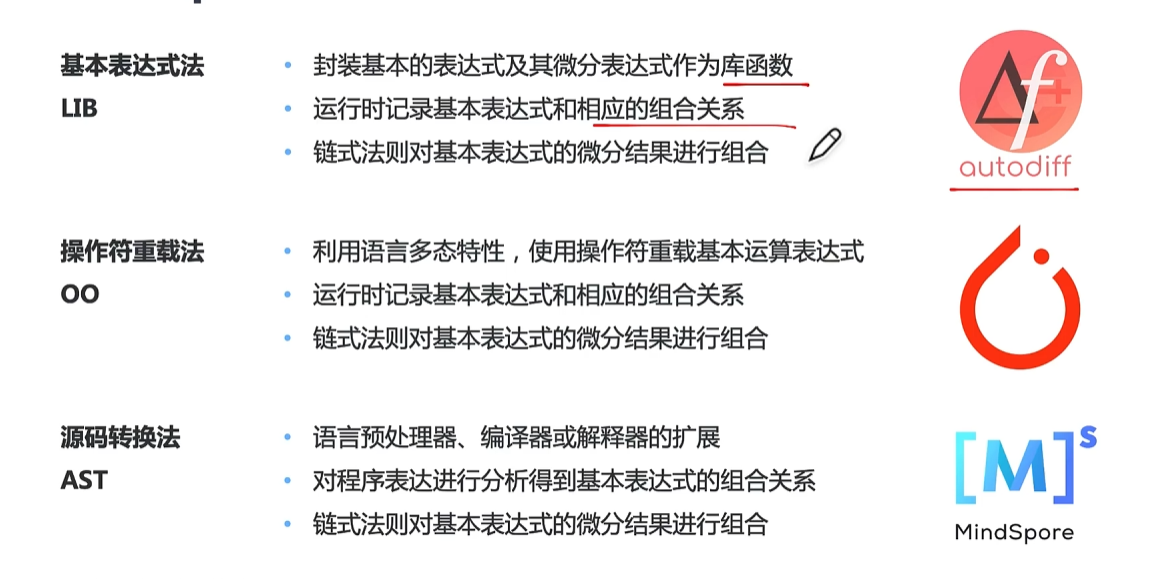 基本表达式法
LIB
• 封装基本的表达式及其微分表达式作为库函数
• 运行时记录基本表达式和相应的组合关系
• 链式法则对基本表达式的微分结果进行组合
autodiff
操作符重载法
OO
• 利用语言多态特性，使用操作符重载基本运算表达式
• 运行时记录基本表达式和相应的组合关系
• 链式法则对基本表达式的微分结果进行组合
源码转换法
AST
• 语言预处理器、编译器或解释器的扩展
• 对程序表达进行分析得到基本表达式的组合关系
• 链式法则对基本表达式的微分结果进行组合
[M]s
MindSpore